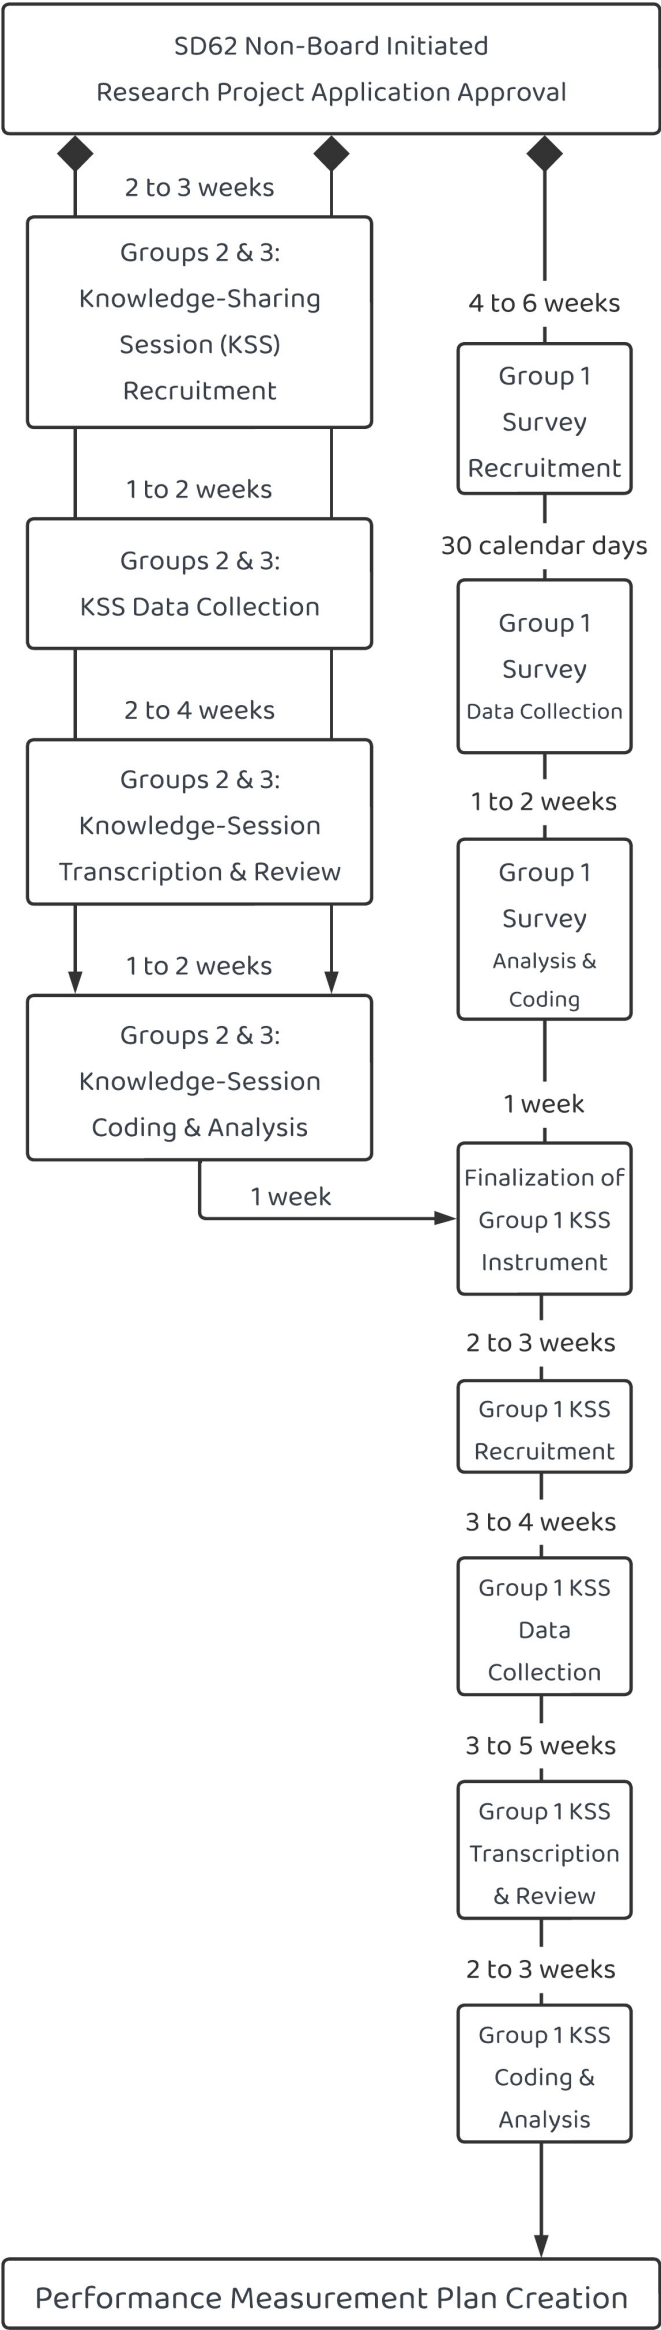 SD62 Non-Board Initiated
Research Project Application Approval
2 to 3 weeks
Groups 2 & 3:
Knowledge-Sharing
Session (KSS)
Recruitment
1 to 2 weeks
Groups 2 & 3:
KSS Data Collection
2 to 4 weeks
Groups 2 & 3:
Knowledge-Session
Transcription & Review
1 to 2 weeks
Groups 2 & 3:
Knowledge-Session
Coding & Analysis
1 week
4 to 6 weeks
Group 1
Survey
Recruitment
30 calendar days
Group 1
Survey
Data Collection
1 to 2 weeks
Group 1
Survey
Analysis &
Coding
1 week
Finalization of
Group 1 KSS
Instrument
2 to 3 weeks
Group 1 KSS
Recruitment
3 to 4 weeks
Group 1 KSS
Data
Collection
3 to 5 weeks
Group 1 KSS
Transcription
& Review
2 to 3 weeks
Group 1 KSS
Coding &
Analysis
Performance Measurement Plan Creation